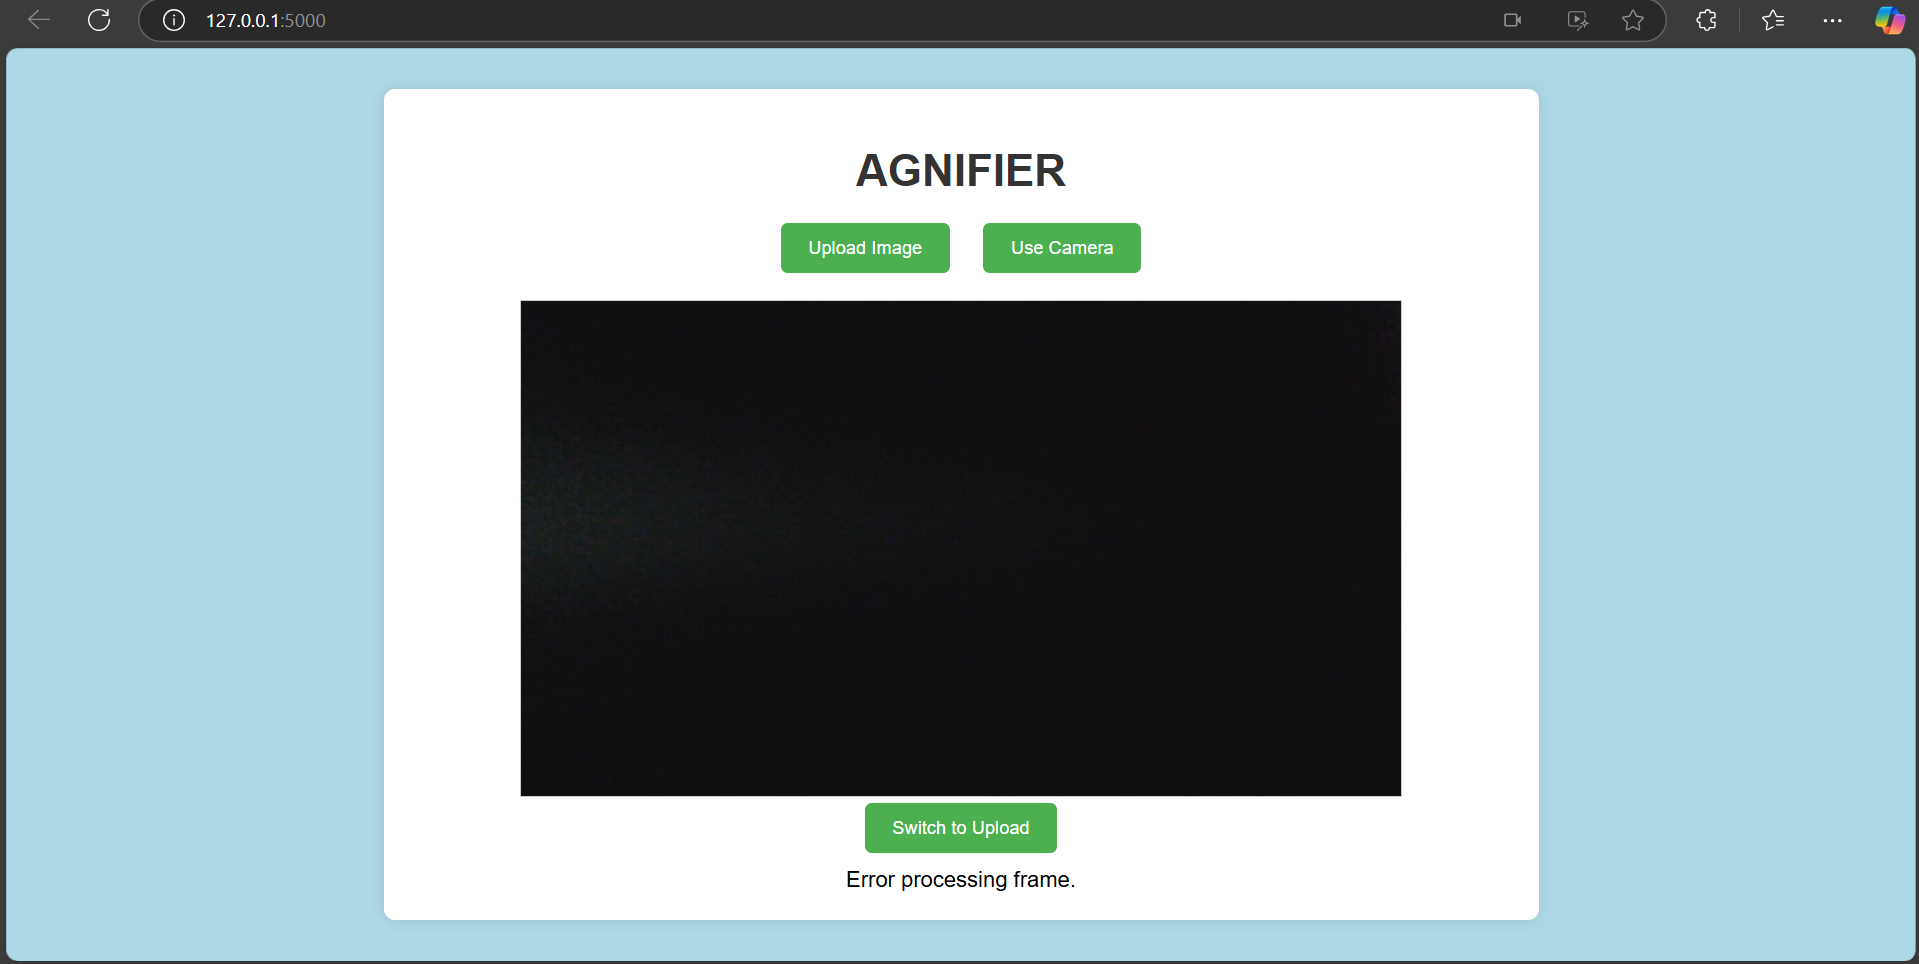 127.0.0.1:5000
AGNIFIER
Upload Image
Use Camera
Switch to Upload
Error processing frame.